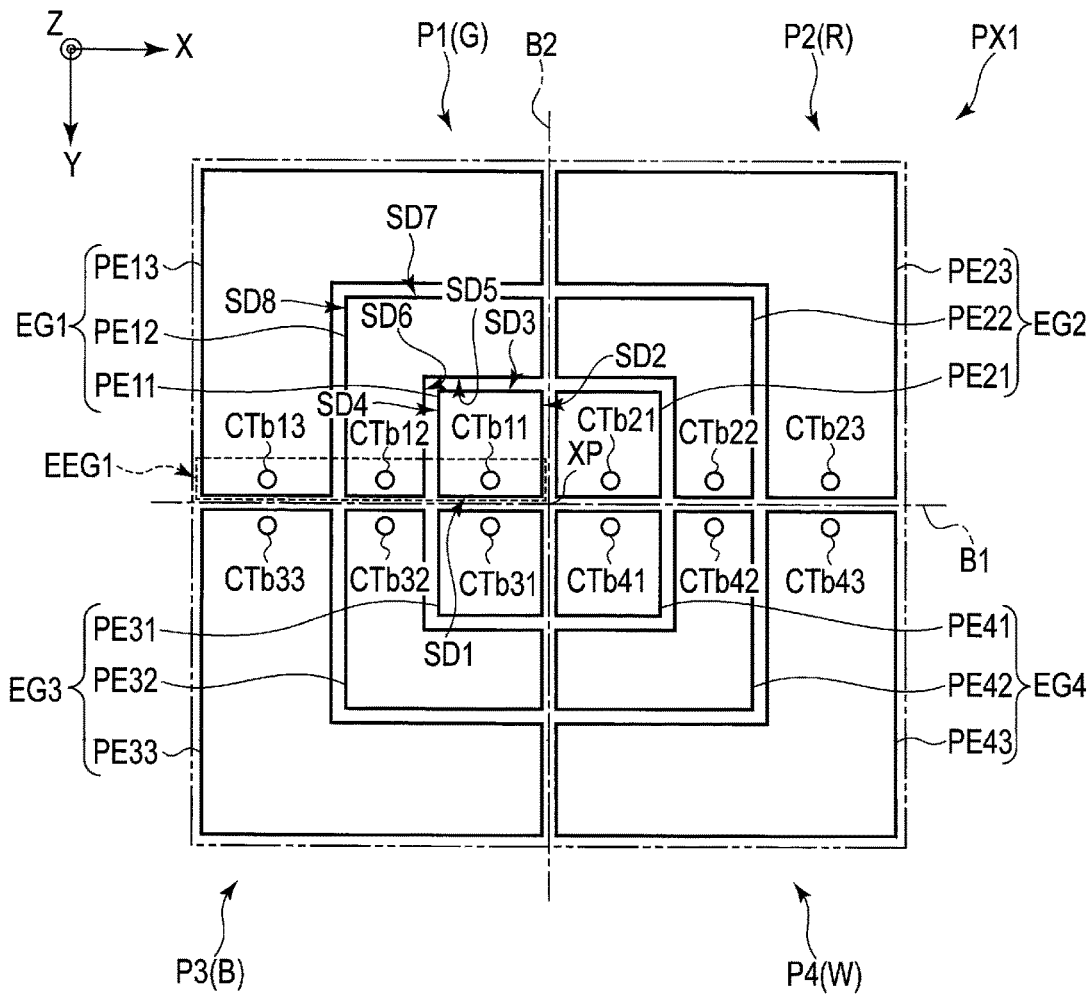 Z X Y
P1(G) B2 P2(R) PX1
SD7
PE13 SD8 SD5 PE23
SD6 SD3
EG1 PE12 PE22 EG2
SD2
PE11 SD4 PE21
CTb13 CTb12 CTb11 CTb21 CTb22 CTb23
EEG1 XP
B1
CTb33 CTb32 CTb31 CTb41 CTb42 CTb43
PE31 SD1 PE41
EG3 PE32 PE42 EG4
PE33 PE43
P3(B) P4(W)